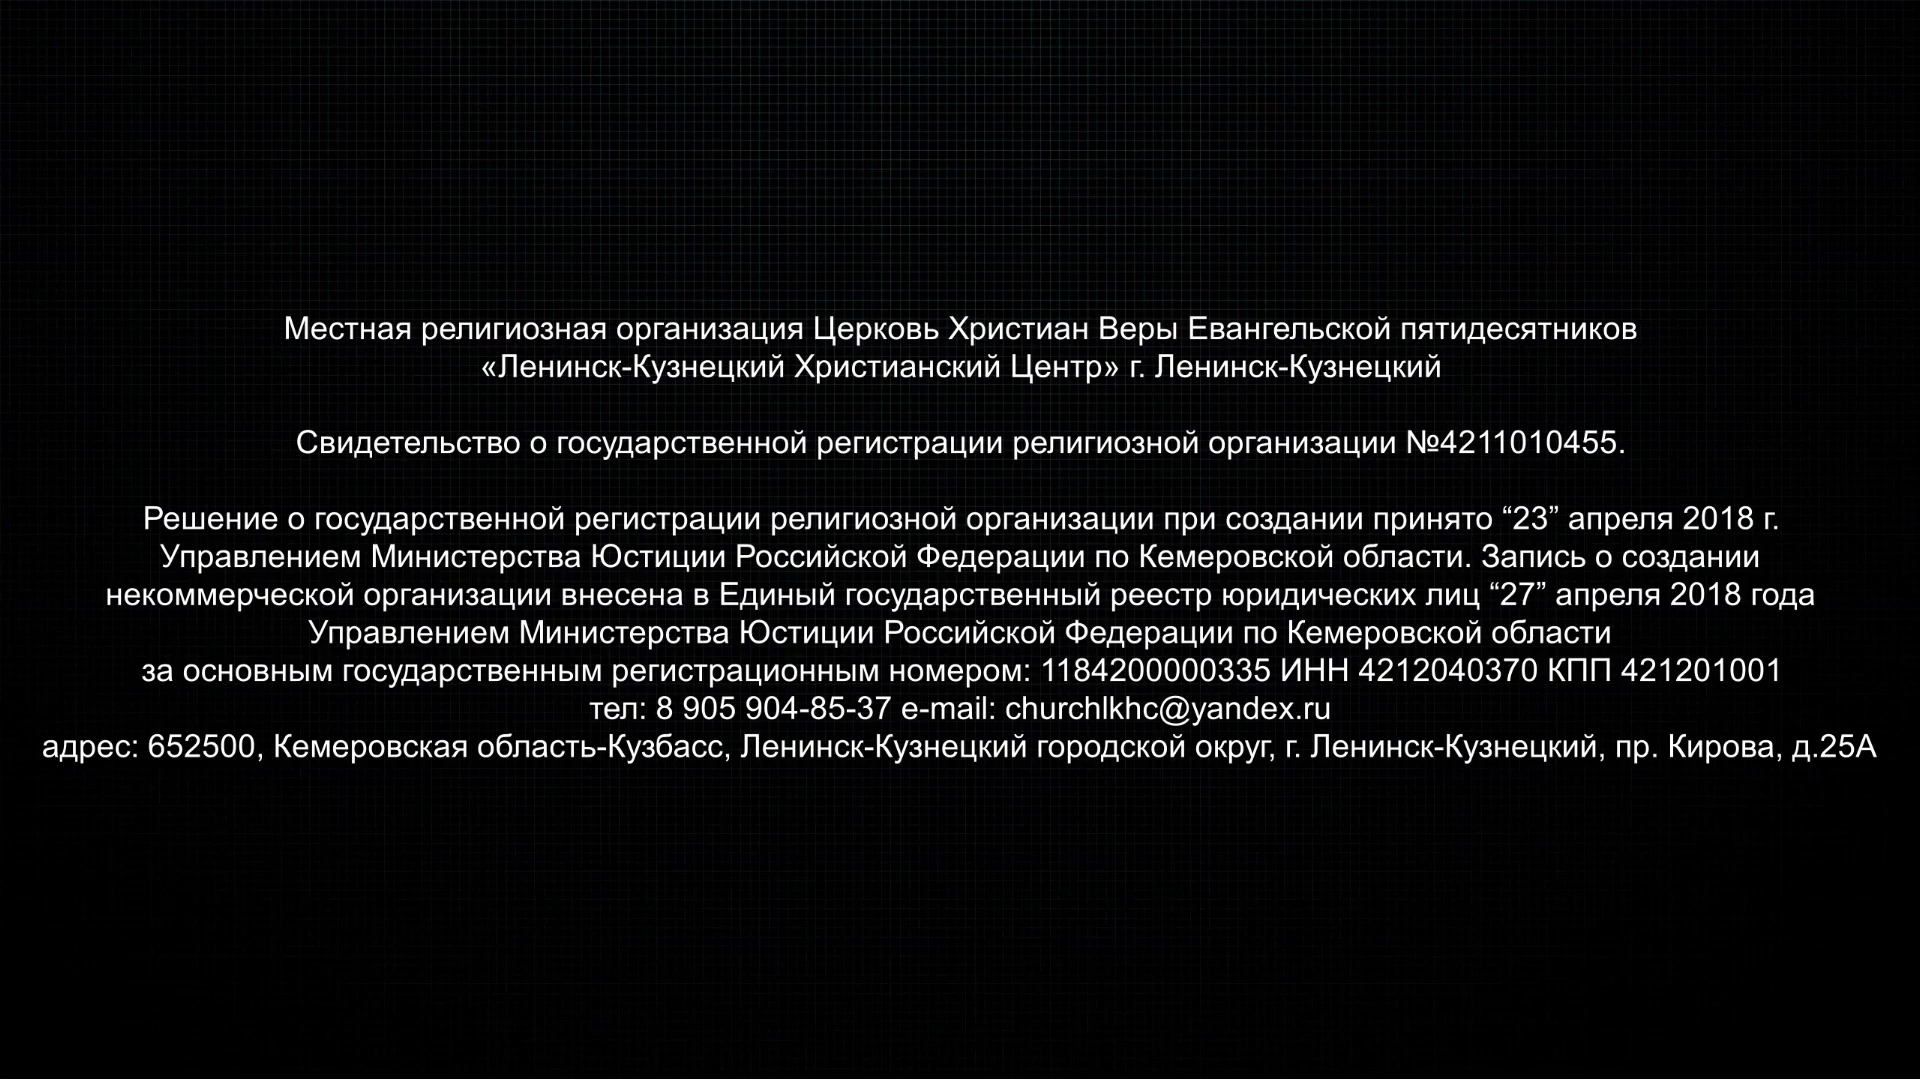 Местная религиозная организация Церковь Христиан Веры Евангельской пятидесятников
«Ленинск-Кузнецкий Христианский Центр» г. Ленинск-Кузнецкий
Свидетельство о государственной регистрации религиозной организации №4211010455.
Решение о государственной регистрации религиозной организации при создании принято “23” апреля 2018 г.
Управлением Министерства Юстиции Российской Федерации по Кемеровской области. Запись о создании
некоммерческой организации внесена в Единый государственный реестр юридических лиц “27” апреля 2018 года
Управлением Министерства Юстиции Российской Федерации по Кемеровской области
за основным государственным регистрационным номером: 1184200000335 ИНН 4212040370 КПП 421201001
тел: 8 905 904-85-37 e-mail: churchlkhc@yandex.ru
адрес: 652500, Кемеровская область-Кузбасс, Ленинск-Кузнецкий городской округ, г. Ленинск-Кузнецкий, пр. Кирова, д.25А